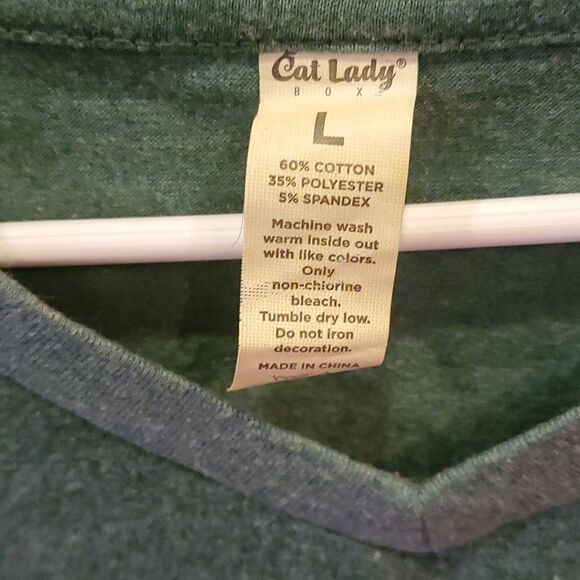 Cat Lady®
BOX
L
60% COTTON
35% POLYESTER
5% SPANDEX
Machine wash
warm inside out
with like colors.
Only
non-chlorine
bleach.
Tumble dry low.
Do not iron
decoration.
MADE IN CHINA